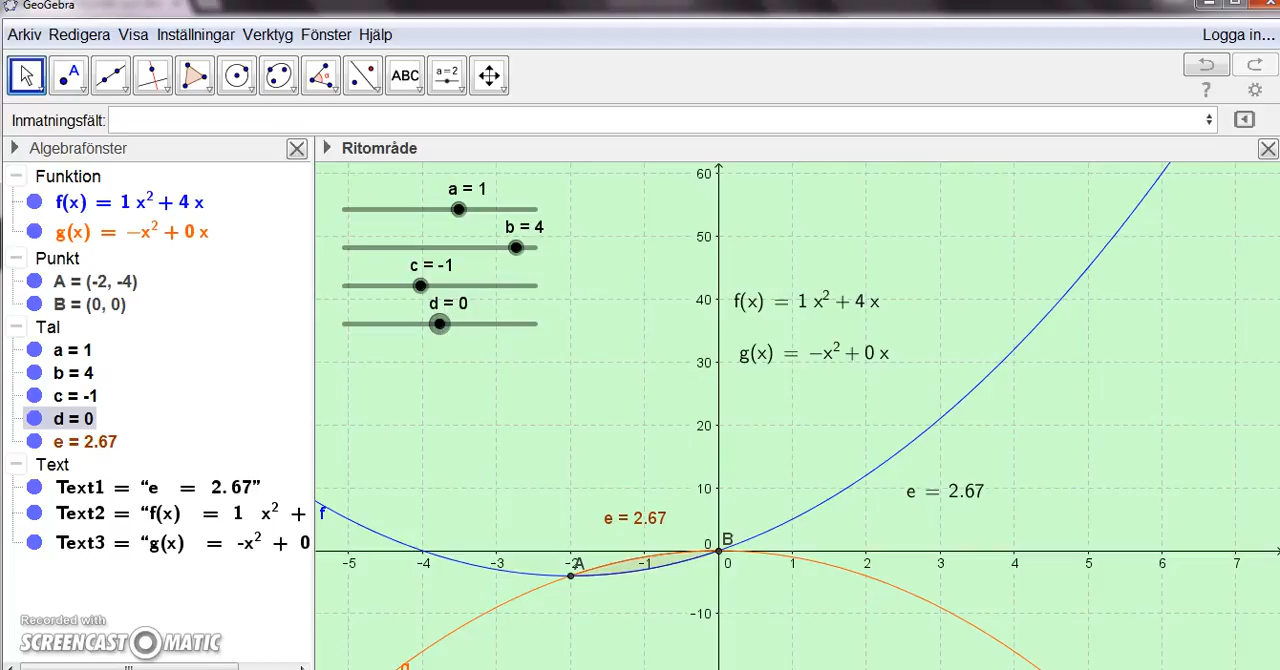 GeoGebra
Arkiv Redigera Visa Inställningar Verktyg Fönster Hjälp Logga in...
A ABC a=2 ?
Inmatningsfält:
Algebrafönster
Ritområde
Funktion
f(x) = 1 x² + 4 x
g(x) = −x² + 0 x
Punkt
A = (-2, -4)
B = (0, 0)
Tal
a = 1
b = 4
c = -1
d = 0
e = 2.67
Text
Text1 = “e = 2.67”
Text2 = “f(x) = 1 x² +
Text3 = “g(x) = -x² + 0
Recorded with
SCREENCAST MATIC
a = 1
b = 4
c = -1
d = 0
f(x) = 1 x² + 4 x
g(x) = −x² + 0 x
e = 2.67
e = 2.67
60
50
40
30
20
10
0
−10
-5 -4 -3 -2 -1 0 1 2 3 4 5 6 7
f
A
B
g